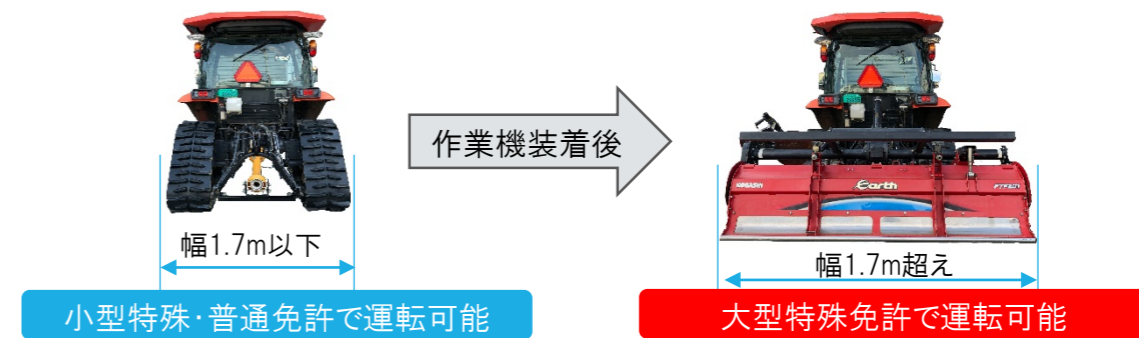 作業機装着後
Earth
幅1.7m以下
幅1.7m超え
小型特殊・普通免許で運転可能
大型特殊免許で運転可能